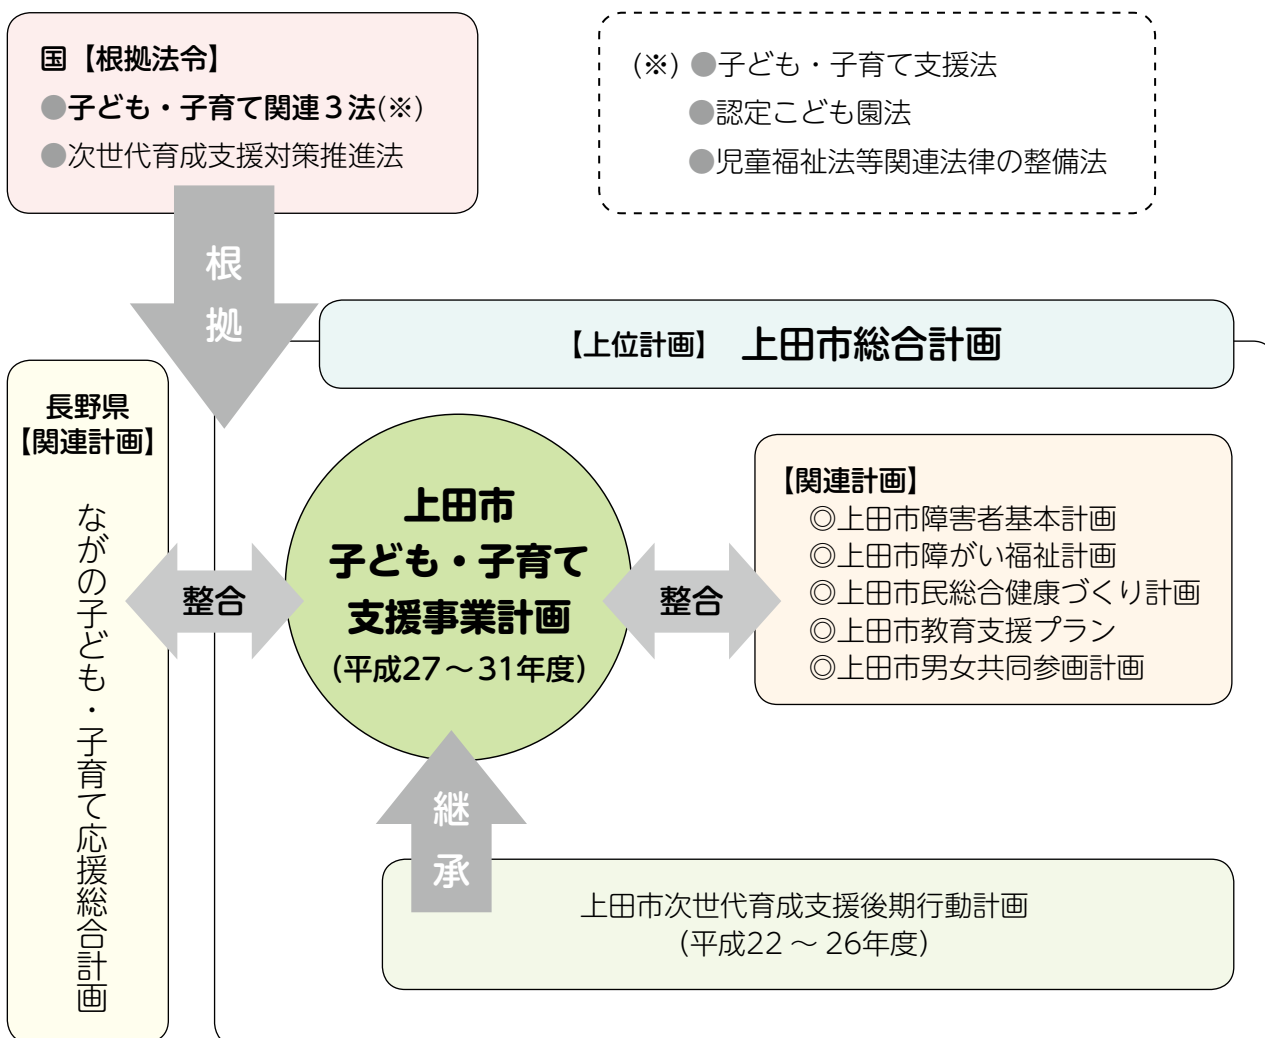 国【根拠法令】
●子ども・子育て関連３法(※)
●次世代育成支援対策推進法
(※) ●子ども・子育て支援法
●認定こども園法
●児童福祉法等関連法律の整備法
根拠
【上位計画】 上田市総合計画
長野県
【関連計画】
ながの子ども・子育て応援総合計画
整合
上田市
子ども・子育て
支援事業計画
(平成27～31年度)
整合
【関連計画】
◎上田市障害者基本計画
◎上田市障がい福祉計画
◎上田市民総合健康づくり計画
◎上田市教育支援プラン
◎上田市男女共同参画計画
継承
上田市次世代育成支援後期行動計画
(平成22 ～ 26年度)